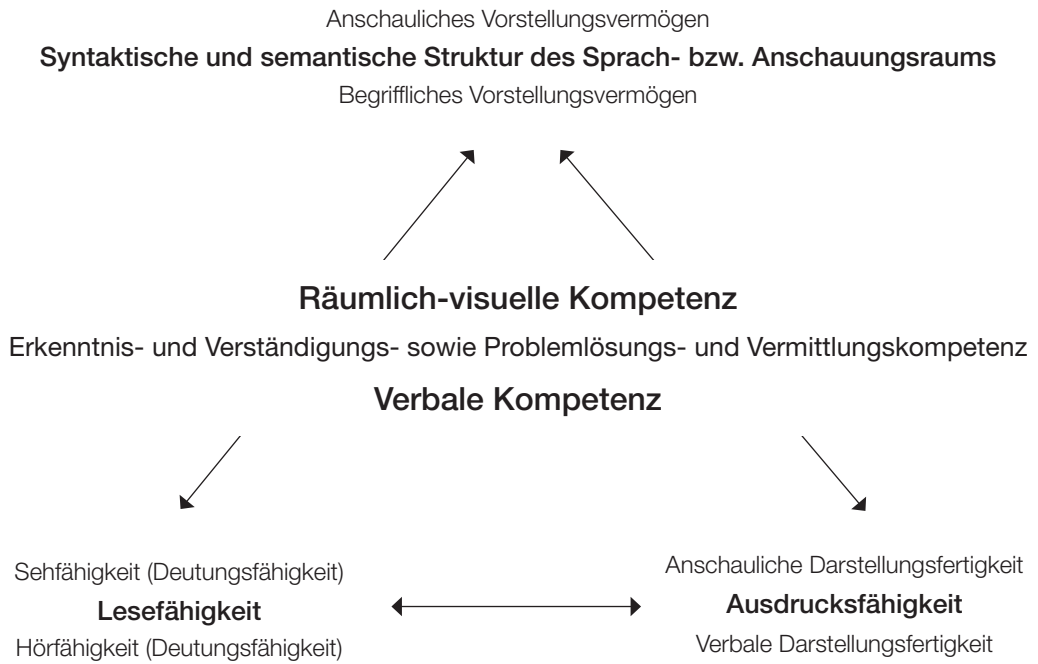 Anschauliches Vorstellungsvermögen
Syntaktische und semantische Struktur des Sprach- bzw. Anschauungsraums
Begriffliches Vorstellungsvermögen
Räumlich-visuelle Kompetenz
Erkenntnis- und Verständigungs- sowie Problemlösungs- und Vermittlungskompetenz
Verbale Kompetenz
Sehfähigkeit (Deutungsfähigkeit)
Lesefähigkeit
Hörfähigkeit (Deutungsfähigkeit)
Anschauliche Darstellungsfertigkeit
Ausdrucksfähigkeit
Verbale Darstellungsfertigkeit